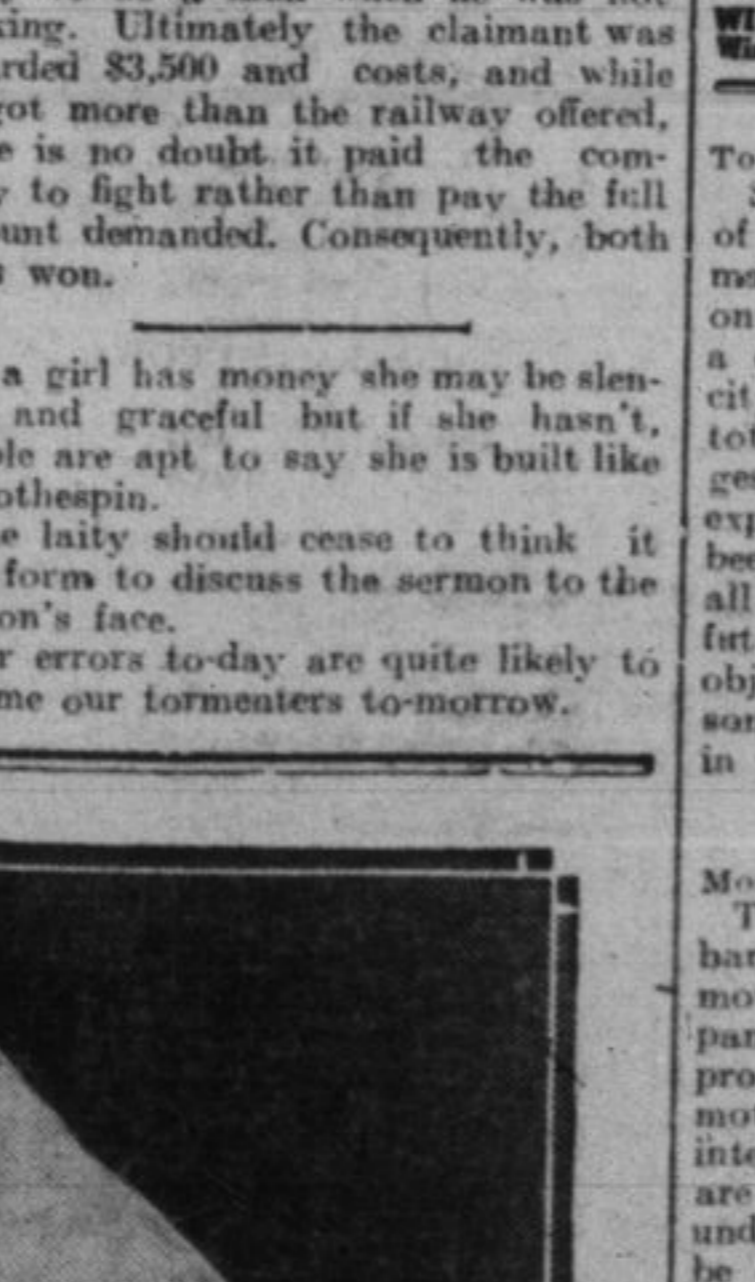 king. Ultimately the claimant was
rded $3,500 and costs, and while
got more than the railway offered,
e is no doubt it paid the com-
y to fight rather than pay the full
unt demanded. Consequently, both
s won.
a girl has money she may be slen-
and graceful but if she hasn't,
ple are apt to say she is built like
othespin.
e laity should cease to think it
form to discuss the sermon to the
on's face.
r errors to-day are quite likely to
me our tormenters to-morrow.
To
of
me
on
a
cit
tot
ges
exp
bee
all
fut
obj
son
in
Mo
T
bar
mo
par
pro
mo
inte
are
und
be